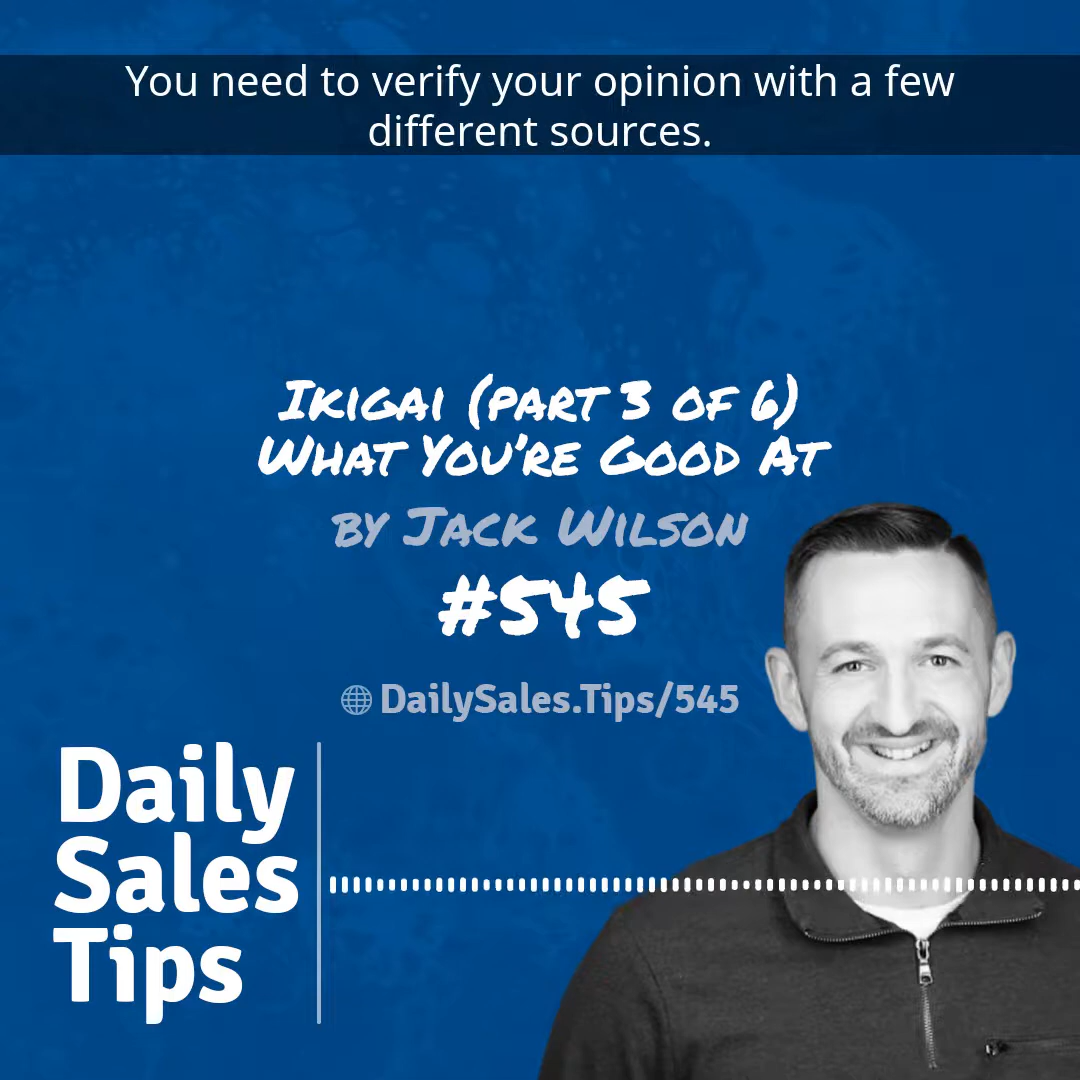 You need to verify your opinion with a few
different sources.
Ikigai (part 3 of 6)
What You're Good At
by Jack Wilson
#545
DailySales.Tips/545
Daily
Sales
Tips